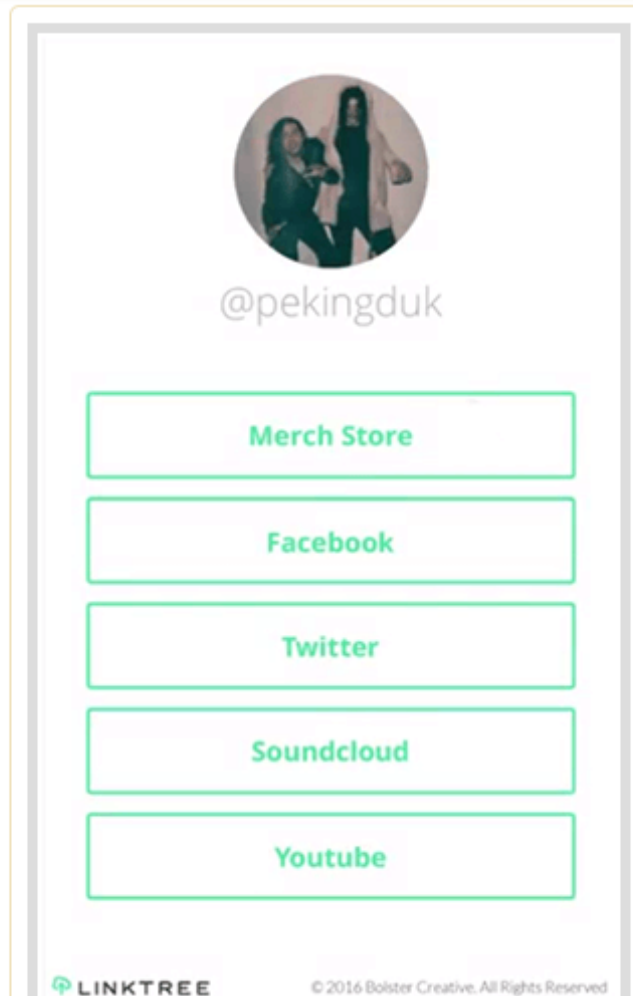 @pekingduk
Merch Store
Facebook
Twitter
Soundcloud
Youtube
LINKTREE
© 2016 Bolster Creative. All Rights Reserved